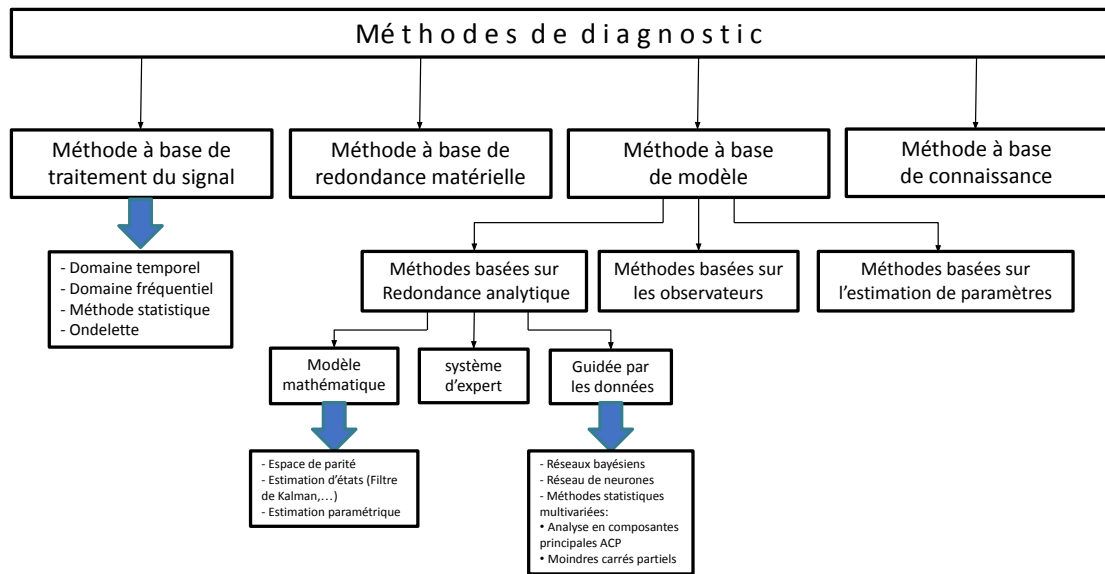 Méthodes de diagnostic
Méthode à base de
traitement du signal
Méthode à base de
redondance matérielle
Méthode à base
de modèle
Méthode à base
de connaissance
- Domaine temporel
- Domaine fréquentiel
- Méthode statistique
- Ondelette
Méthodes basées sur
Redondance analytique
Méthodes basées sur
les observateurs
Méthodes basées sur
l'estimation de paramètres
Modèle
mathématique
système
d'expert
Guidée par
les données
- Espace de parité
- Estimation d'états (Filtre
de Kalman,...)
- Estimation paramétrique
- Réseaux bayésiens
- Réseau de neurones
- Méthodes statistiques
multivariées:
• Analyse en composantes
principales ACP
• Moindres carrés partiels